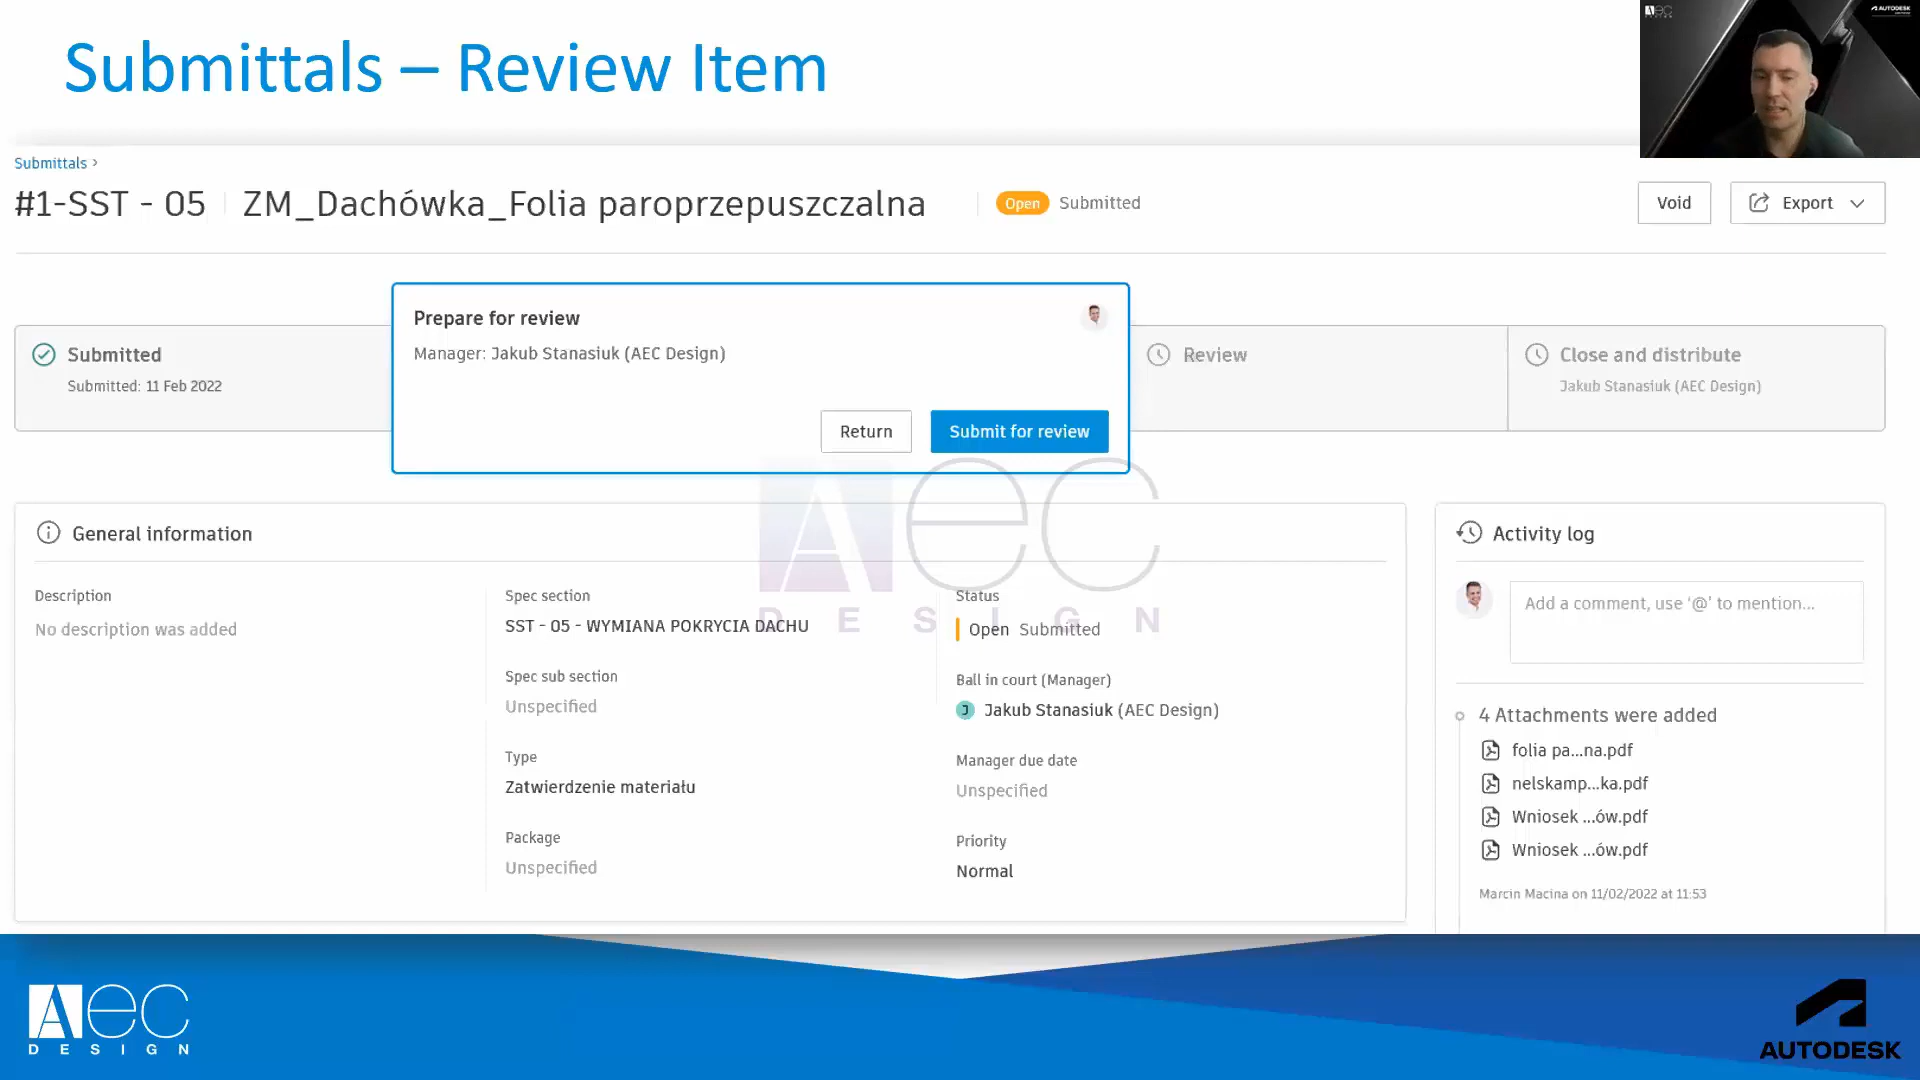 Submittals – Review Item
AEC
DESIGN
AUTODESK
Submittals >
#1-SST - 05
ZM_Dachówka_Folia paroprzepuszczalna
Open Submitted
Void
Export
Submitted
Submitted: 11 Feb 2022
Prepare for review
Manager: Jakub Stanasiuk (AEC Design)
Return
Submit for review
Review
Close and distribute
Jakub Stanasiuk (AEC Design)
AEC
DESIGN
General information
Description
No description was added
Spec section
SST - 05 - WYMIANA POKRYCIA DACHU
Spec sub section
Unspecified
Type
Zatwierdzenie materiału
Package
Unspecified
Status
Open Submitted
Ball in court (Manager)
J Jakub Stanasiuk (AEC Design)
Manager due date
Unspecified
Priority
Normal
Activity log
Add a comment, use ‘@’ to mention...
4 Attachments were added
folia pa...na.pdf
nelskamp...ka.pdf
Wniosek ...ów.pdf
Wniosek ...ów.pdf
Marcin Macina on 11/02/2022 at 11:53
AEC
DESIGN
AUTODESK